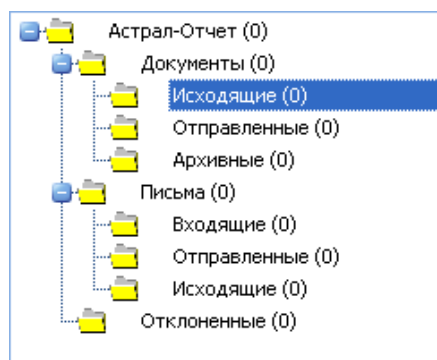 Астрал-Отчет (0)
Документы (0)
Исходящие (0)
Отправленные (0)
Архивные (0)
Письма (0)
Входящие (0)
Отправленные (0)
Исходящие (0)
Отклоненные (0)